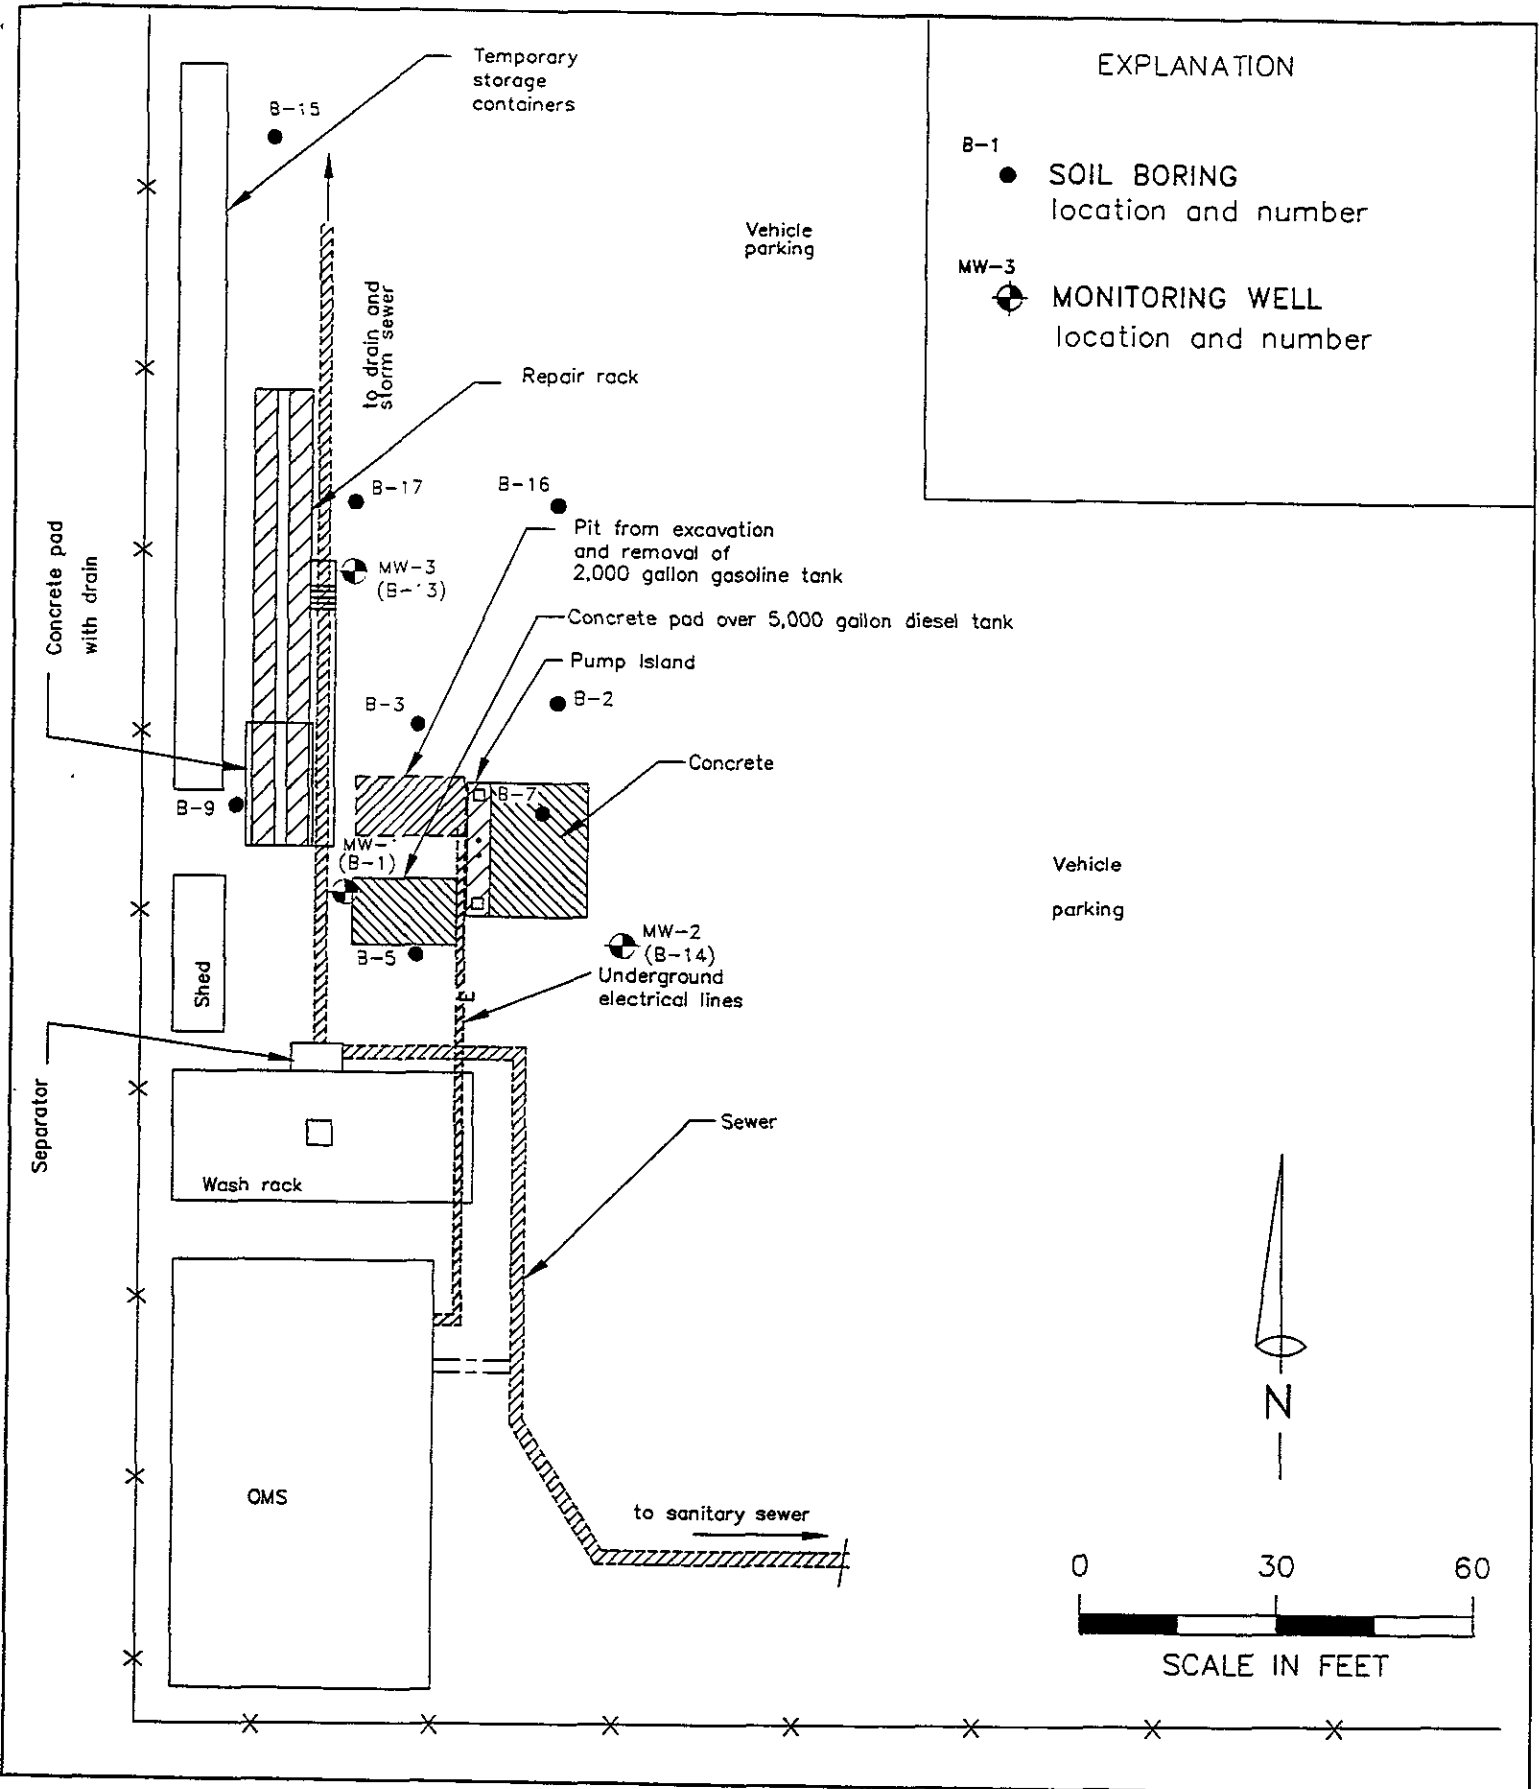 EXPLANATION
B-1
SOIL BORING
location and number
MW-3
MONITORING WELL
location and number
Temporary
storage
containers
B-15
Vehicle
parking
to drain and
storm sewer
Repair rack
B-17
B-16
Concrete pad
with drain
Pit from excavation
and removal of
2,000 gallon gasoline tank
MW-3
Concrete pad over 5,000 gallon diesel tank
Pump Island
B-3
B-2
Concrete
B-7
B-9
(B-1)
Vehicle
parking
MW-2
(B-14)
B-5
Shed
Underground
electrical lines
E
Separator
Sewer
Wash rack
N
OMS
to sanitary sewer
0 30 60
SCALE IN FEET